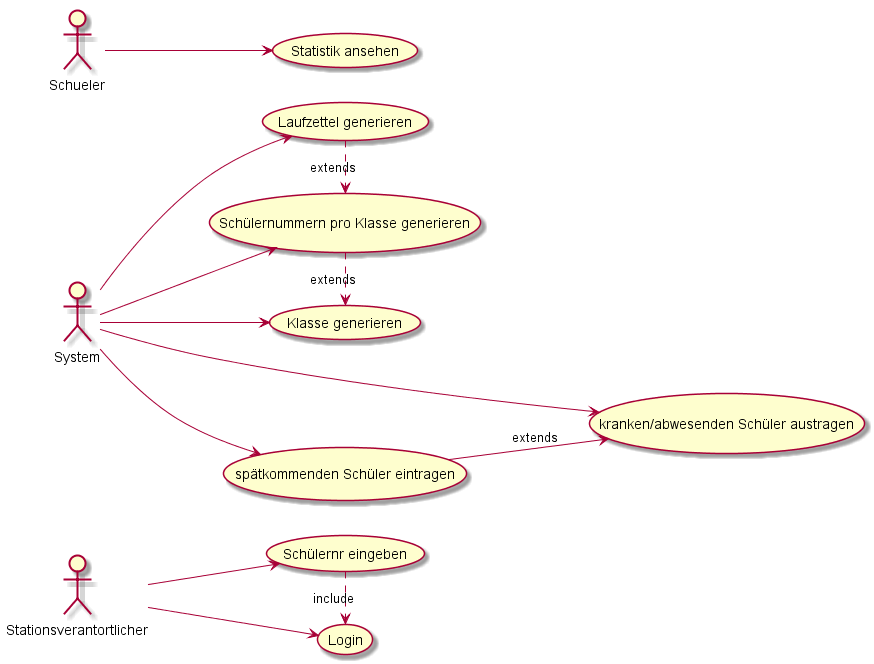 Schueler
Statistik ansehen
Laufzettel generieren
extends
Schülernummern pro Klasse generieren
extends
Klasse generieren
System
kranken/abwesenden Schüler austragen
extends
spätkommenden Schüler eintragen
Schülernr eingeben
include
Stationsverantortlicher
Login